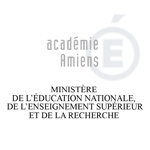 académie
Amiens
MINISTÈRE
DE L'ÉDUCATION NATIONALE,
DE L'ENSEIGNEMENT SUPÉRIEUR
ET DE LA RECHERCHE